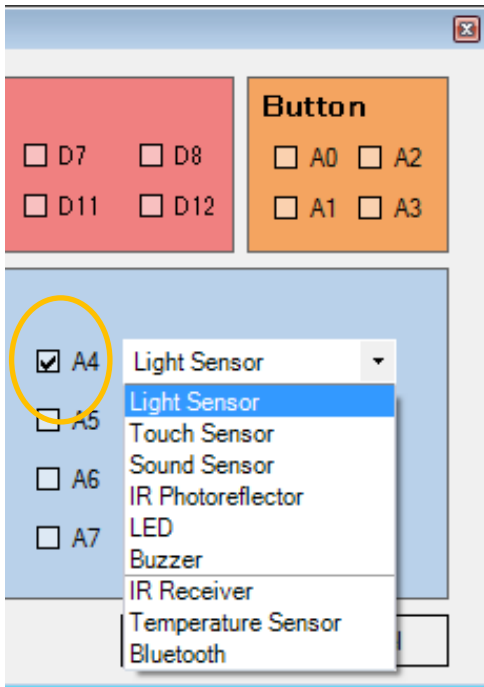 Button
D7 D8 A0 A2
D11 D12 A1 A3
A4 Light Sensor
Light Sensor
A5
Touch Sensor
Sound Sensor
A6
IR Photoreflector
LED
A7
Buzzer
IR Receiver
Temperature Sensor
Bluetooth